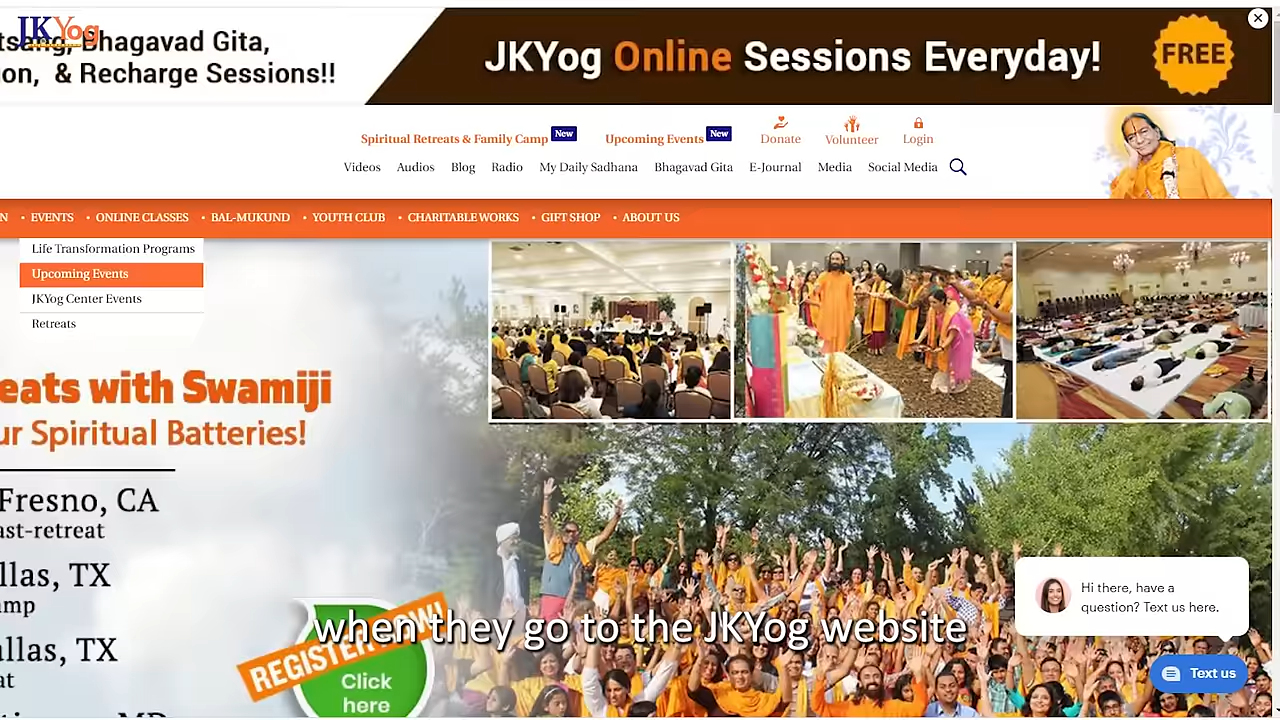 JKYog
tsang, Bhagavad Gita,
on, & Recharge Sessions!!
JKYog Online Sessions Everyday!
FREE
Spiritual Retreats & Family Camp New
Upcoming Events New
Donate
Volunteer
Login
Videos Audios Blog Radio My Daily Sadhana Bhagavad Gita E-Journal Media Social Media
N • EVENTS • ONLINE CLASSES • BAL-MUKUND • YOUTH CLUB • CHARITABLE WORKS • GIFT SHOP • ABOUT US
Life Transformation Programs
Upcoming Events
JKYog Center Events
Retreats
eats with Swamiji
ur Spiritual Batteries!
Fresno, CA
ast-retreat
llas, TX
mp
allas, TX
at
REGISTER NOW!
Click
here
when they go to the JKYog website
Hi there, have a
question? Text us here.
Text us